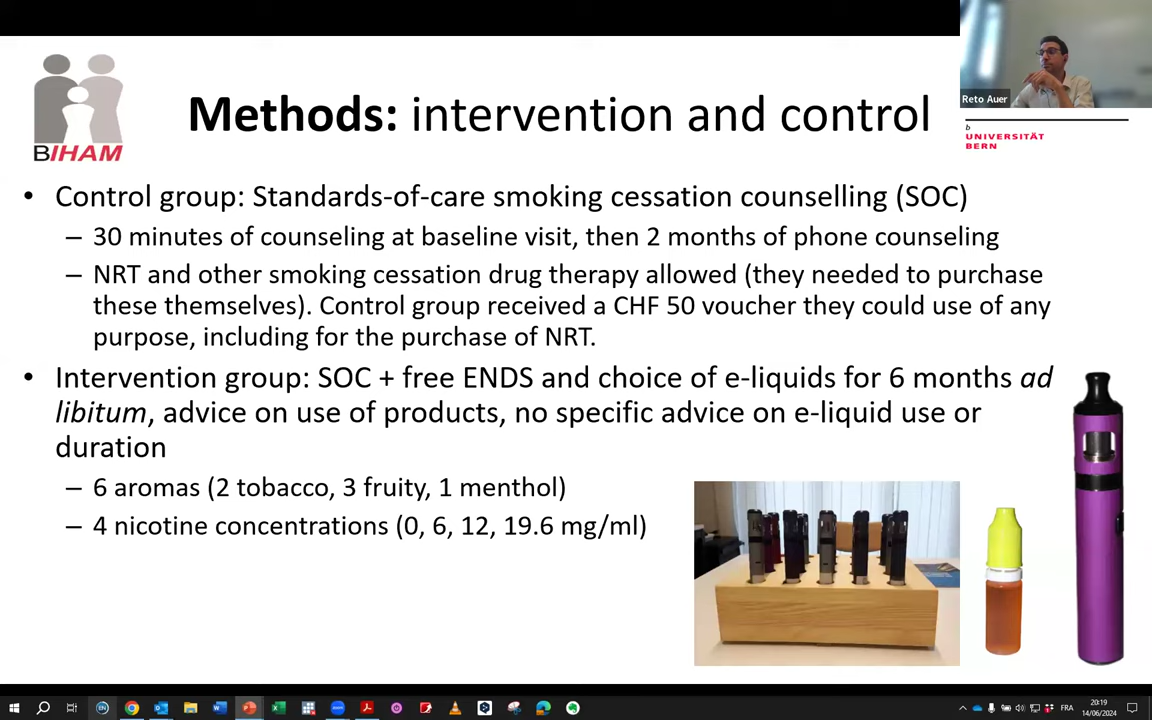 Reto Auer
BIHAM
Methods: intervention and control
b
UNIVERSITÄT
BERN
• Control group: Standards-of-care smoking cessation counselling (SOC)
– 30 minutes of counseling at baseline visit, then 2 months of phone counseling
– NRT and other smoking cessation drug therapy allowed (they needed to purchase
these themselves). Control group received a CHF 50 voucher they could use of any
purpose, including for the purchase of NRT.
• Intervention group: SOC + free ENDS and choice of e-liquids for 6 months ad
libitum, advice on use of products, no specific advice on e-liquid use or
duration
– 6 aromas (2 tobacco, 3 fruity, 1 menthol)
– 4 nicotine concentrations (0, 6, 12, 19.6 mg/ml)
FRA
20:19
14/06/2024